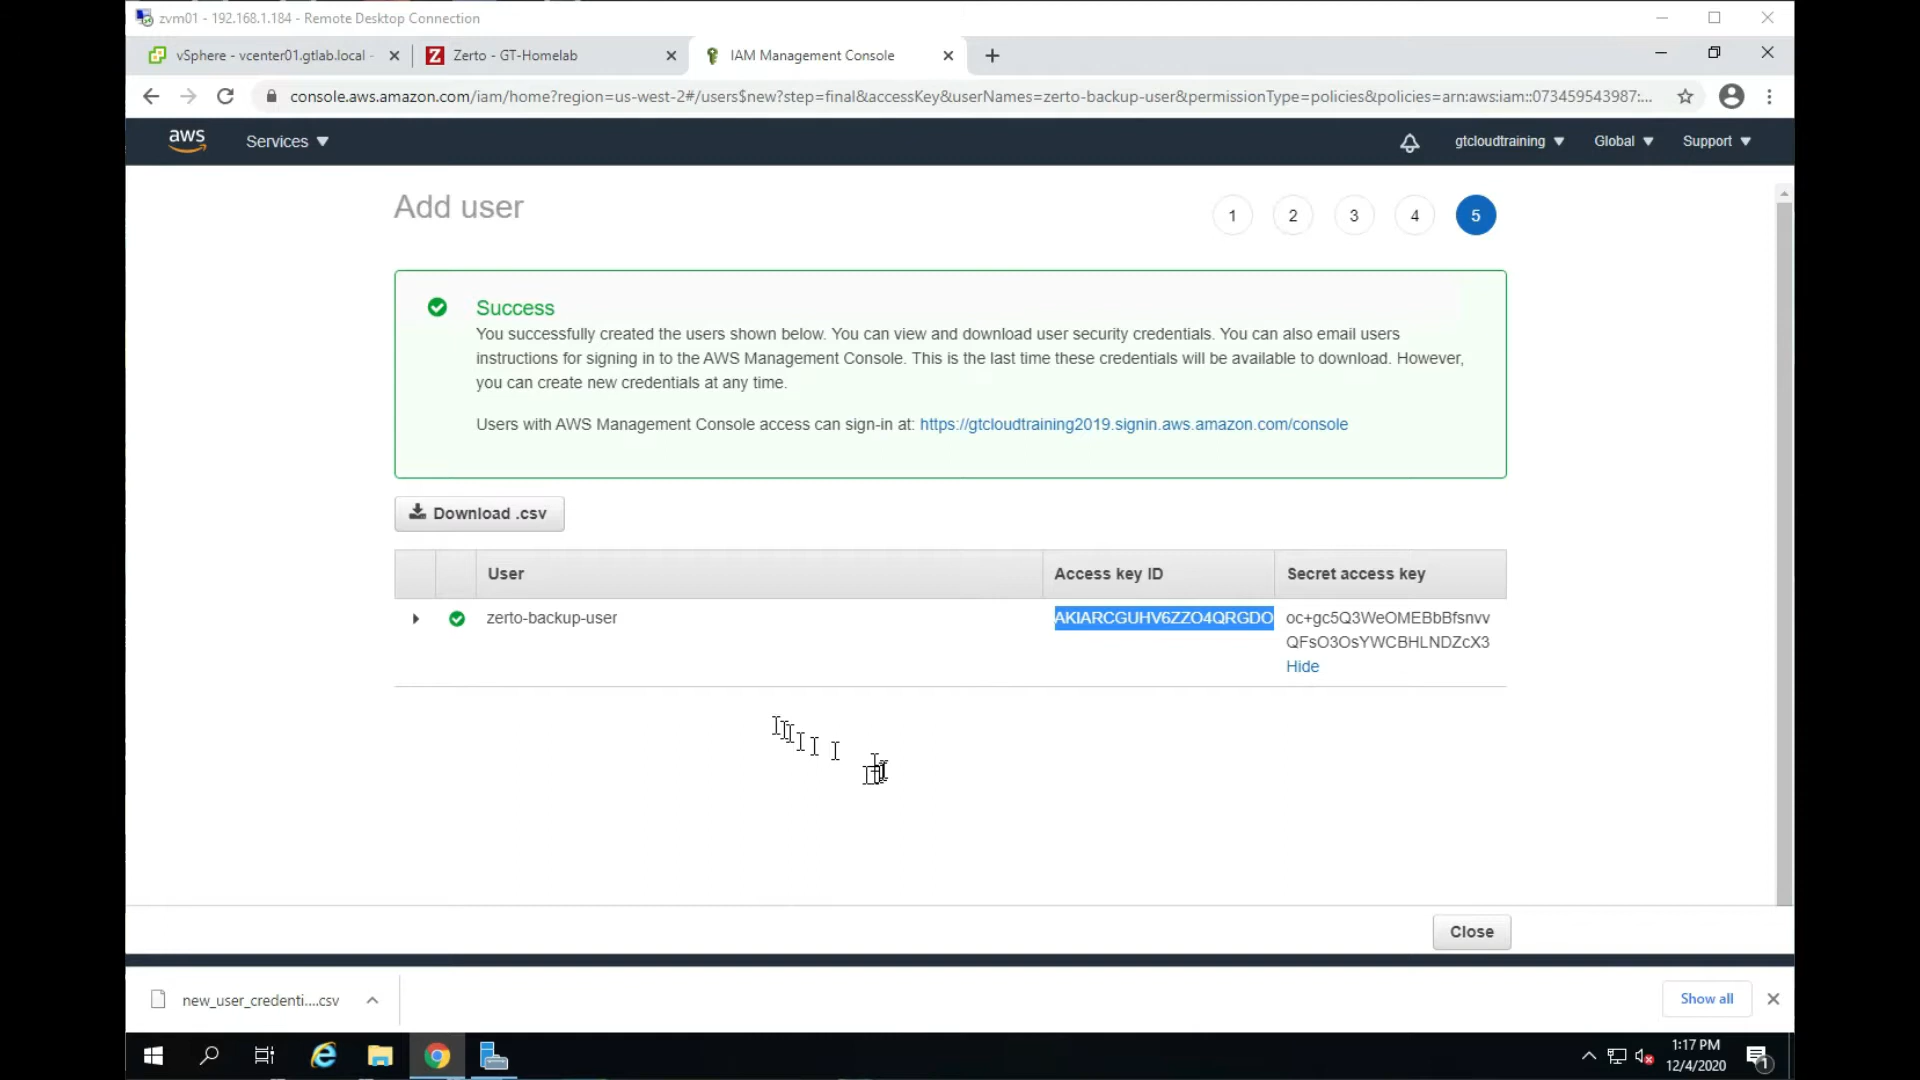 zvm01 - 192.168.1.184 - Remote Desktop Connection
vSphere - vcenter01.gtlab.local -
Zerto - GT-Homelab
IAM Management Console
console.aws.amazon.com/iam/home?region=us-west-2#/users$new?step=final&accessKey&userNames=zerto-backup-user&permissionType=policies&policies=arn:aws:iam::073459543987:...
aws
Services
gtcloudtraining
Global
Support
Add user
1
2
3
4
5
Success
You successfully created the users shown below. You can view and download user security credentials. You can also email users
instructions for signing in to the AWS Management Console. This is the last time these credentials will be available to download. However,
you can create new credentials at any time.
Users with AWS Management Console access can sign-in at: https://gtcloudtraining2019.signin.aws.amazon.com/console
Download .csv
User
Access key ID
Secret access key
zerto-backup-user
AKIARCGUHV6ZZO4QRGDO
oc+gc5Q3WeOMEBbBfsnvv
QFsO3OsYWCBHLNDZcX3
Hide
Close
new_user_credenti....csv
Show all
1:17 PM
12/4/2020
1